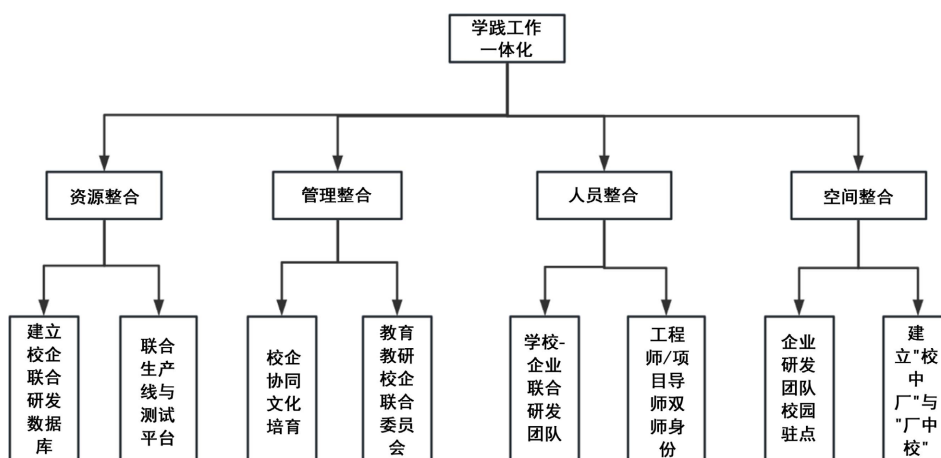 学践工作
一体化
资源整合
管理整合
人员整合
空间整合
建立
校企
联合
研发
数据
库
联合
生产
线与
测试
平台
校企
协同
文化
培育
教育
教研
校企
联合
委员
会
学校-
企业
联合
研发
团队
工程
师/项
目导
师双
师身
份
企业
研发
团队
校园
驻点
建
立"校
中
厂"与
"厂中
校"